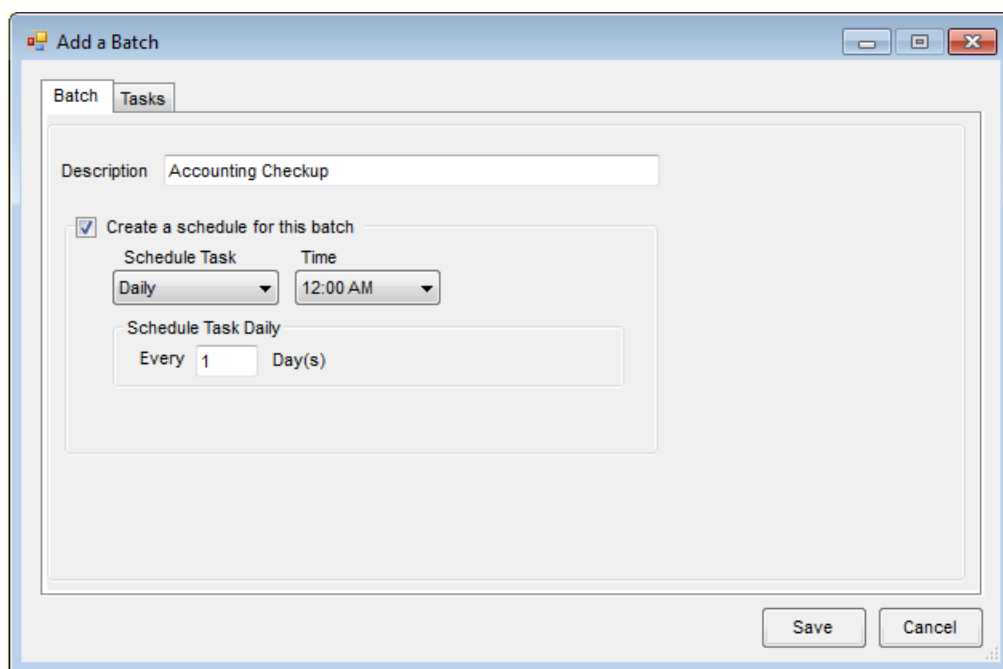 Add a Batch
Batch Tasks
Description Accounting Checkup
Create a schedule for this batch
Schedule Task Time
Daily 12:00 AM
Schedule Task Daily
Every 1 Day(s)
Save Cancel